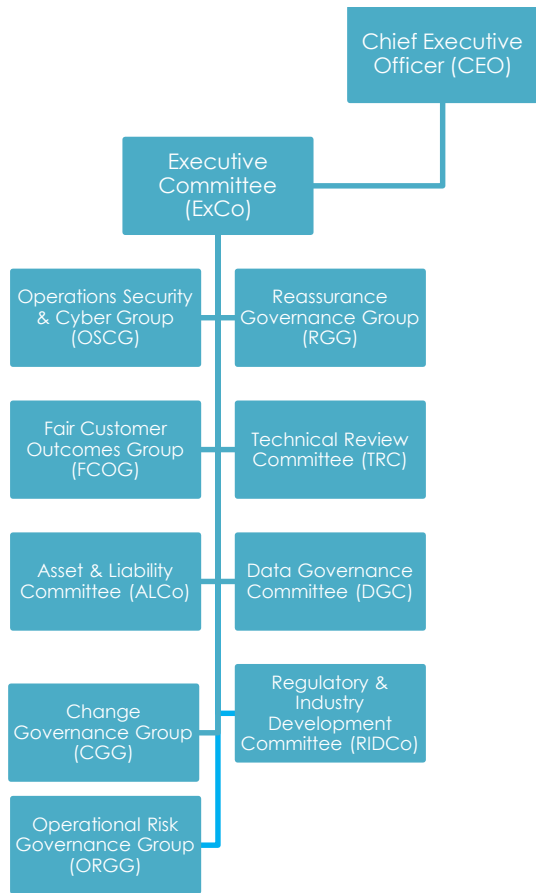 Chief Executive
Officer (CEO)
Executive
Committee
(ExCo)
Operations Security
& Cyber Group
(OSCG)
Reassurance
Governance Group
(RGG)
Fair Customer
Outcomes Group
(FCOG)
Technical Review
Committee (TRC)
Asset & Liability
Committee (ALCo)
Data Governance
Committee (DGC)
Change
Governance Group
(CGG)
Regulatory &
Industry
Development
Committee (RIDCo)
Operational Risk
Governance Group
(ORGG)